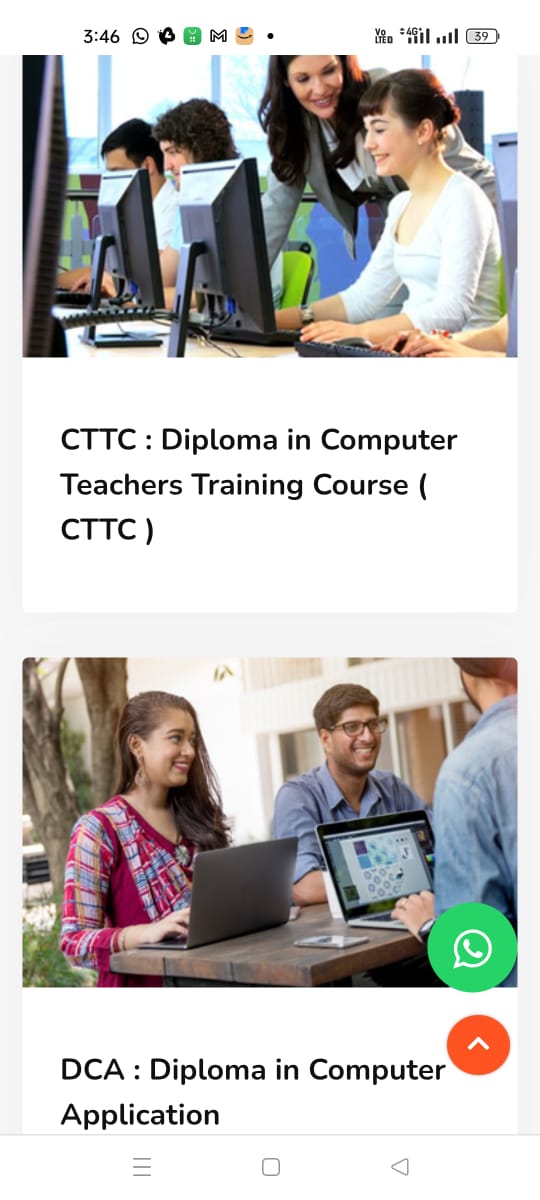 3:46
Vo LTE 4G+ 39
CTTC : Diploma in Computer
Teachers Training Course (
CTTC )
DCA : Diploma in Computer
Application